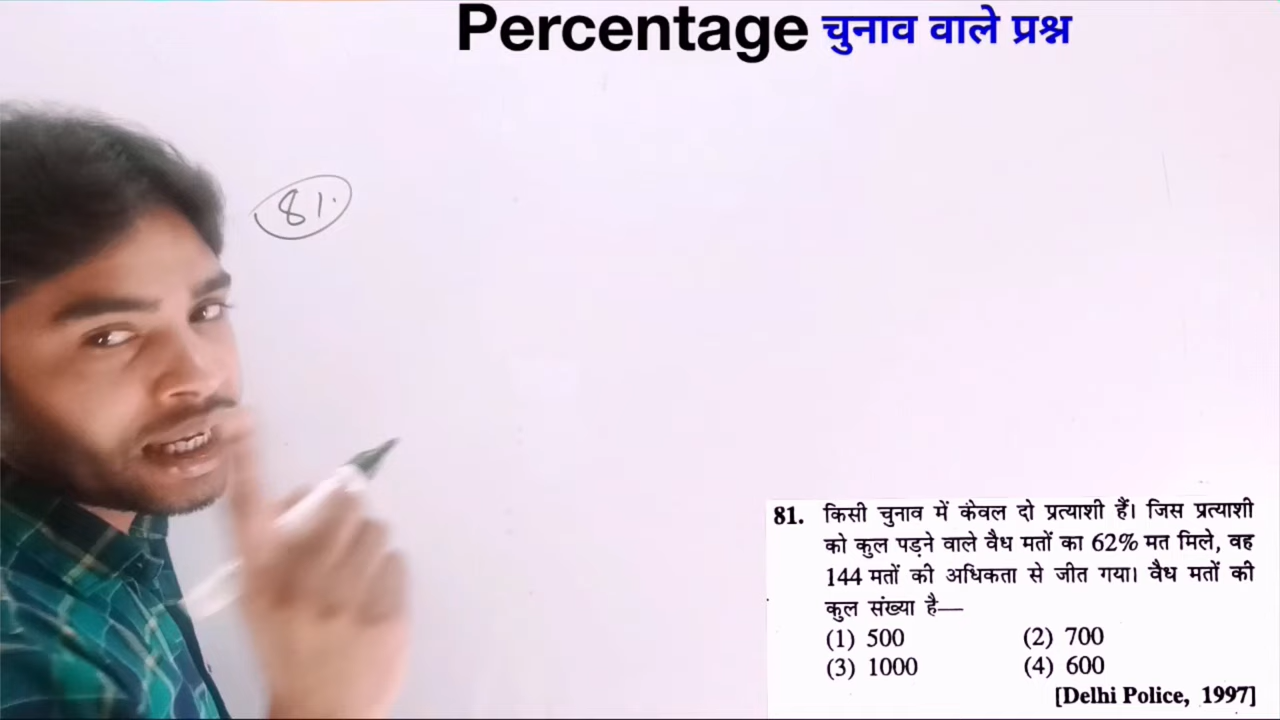 Percentage चुनाव वाले प्रश्न
81.
81. किसी चुनाव में केवल दो प्रत्याशी हैं। जिस प्रत्याशी
को कुल पड़ने वाले वैध मतों का 62% मत मिले, वह
144 मतों की अधिकता से जीत गया। वैध मतों की
कुल संख्या है—
(1) 500 (2) 700
(3) 1000 (4) 600
[Delhi Police, 1997]